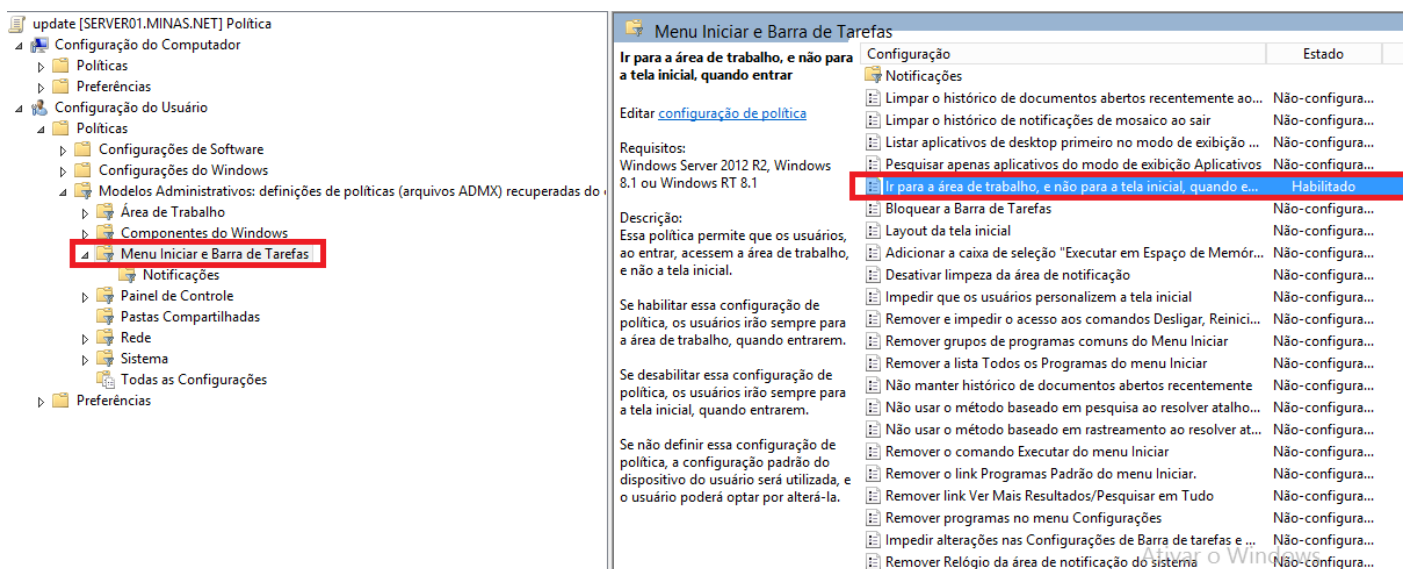 update [SERVER01.MINAS.NET] Política
Configuração do Computador
Políticas
Preferências
Configuração do Usuário
Políticas
Configurações de Software
Configurações do Windows
Modelos Administrativos: definições de políticas (arquivos ADMX) recuperadas do
Área de Trabalho
Componentes do Windows
Menu Iniciar e Barra de Tarefas
Notificações
Painel de Controle
Pastas Compartilhadas
Rede
Sistema
Todas as Configurações
Preferências
Menu Iniciar e Barra de Tarefas
Ir para a área de trabalho, e não para
a tela inicial, quando entrar
Editar configuração de política
Requisitos:
Windows Server 2012 R2, Windows
8.1 ou Windows RT 8.1
Descrição:
Essa política permite que os usuários,
ao entrar, acessem a área de trabalho,
e não a tela inicial.
Se habilitar essa configuração de
política, os usuários irão sempre para
a área de trabalho, quando entrarem.
Se desabilitar essa configuração de
política, os usuários irão sempre para
a tela inicial, quando entrarem.
Se não definir essa configuração de
política, a configuração padrão do
dispositivo do usuário será utilizada, e
o usuário poderá optar por alterá-la.
Configuração Estado
Notificações
Limpar o histórico de documentos abertos recentemente ao... Não-configura...
Limpar o histórico de notificações de mosaico ao sair Não-configura...
Listar aplicativos de desktop primeiro no modo de exibição ... Não-configura...
Pesquisar apenas aplicativos do modo de exibição Aplicativos Não-configura...
Ir para a área de trabalho, e não para a tela inicial, quando e... Habilitado
Bloquear a Barra de Tarefas Não-configura...
Layout da tela inicial Não-configura...
Adicionar a caixa de seleção "Executar em Espaço de Memór... Não-configura...
Desativar limpeza da área de notificação Não-configura...
Impedir que os usuários personalizem a tela inicial Não-configura...
Remover e impedir o acesso aos comandos Desligar, Reinici... Não-configura...
Remover grupos de programas comuns do Menu Iniciar Não-configura...
Remover a lista Todos os Programas do menu Iniciar Não-configura...
Não manter histórico de documentos abertos recentemente Não-configura...
Não usar o método baseado em pesquisa ao resolver atalho... Não-configura...
Não usar o método baseado em rastreamento ao resolver at... Não-configura...
Remover o comando Executar do menu Iniciar Não-configura...
Remover o link Programas Padrão do menu Iniciar. Não-configura...
Remover link Ver Mais Resultados/Pesquisar em Tudo Não-configura...
Remover programas no menu Configurações Não-configura...
Impedir alterações nas Configurações de Barra de tarefas e ... Não-configura...
Ativar o Windows
Remover Relógio da área de notificação do sistema Não-configura...